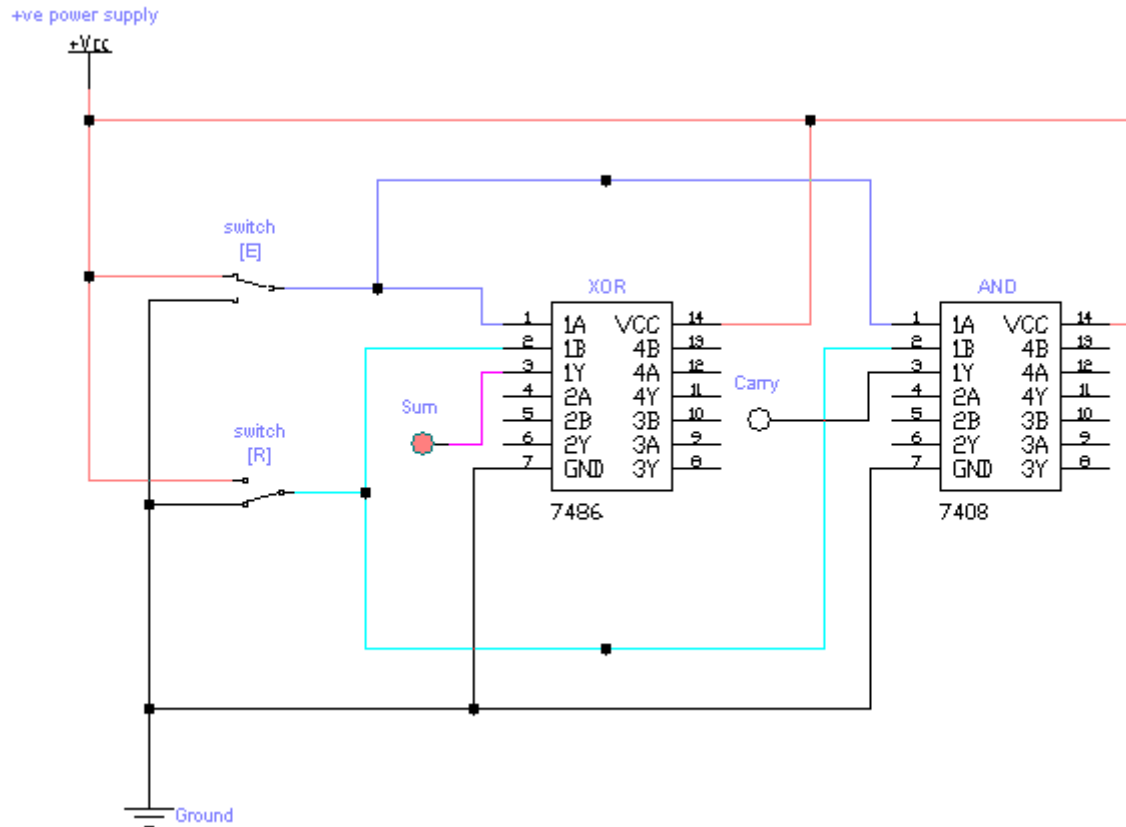 +ve power supply
+Vcc
switch
[E]
XOR
AND
1 1A VCC 14
2 1B 4B 13
3 1Y 4A 12
4 2A 4Y 11
5 2B 3B 10
6 2Y 3A 9
7 GND 3Y 8
7486
1 1A VCC 14
2 1B 4B 13
3 1Y 4A 12
4 2A 4Y 11
5 2B 3B 10
6 2Y 3A 9
7 GND 3Y 8
7408
Sum
Carry
switch
[R]
Ground